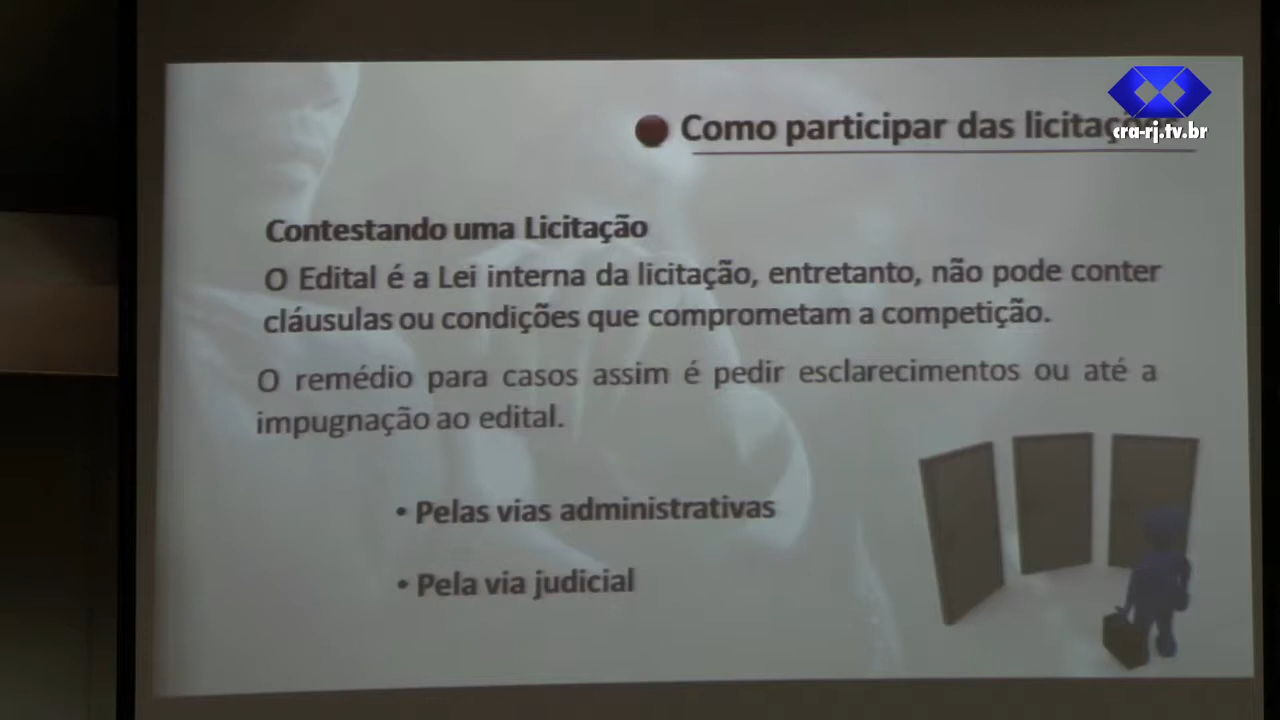 Como participar das licitações
cra-rj.tv.br
Contestando uma Licitação
O Edital é a Lei interna da licitação, entretanto, não pode conter
cláusulas ou condições que comprometam a competição.
O remédio para casos assim é pedir esclarecimentos ou até a
impugnação ao edital.
• Pelas vias administrativas
• Pela via judicial